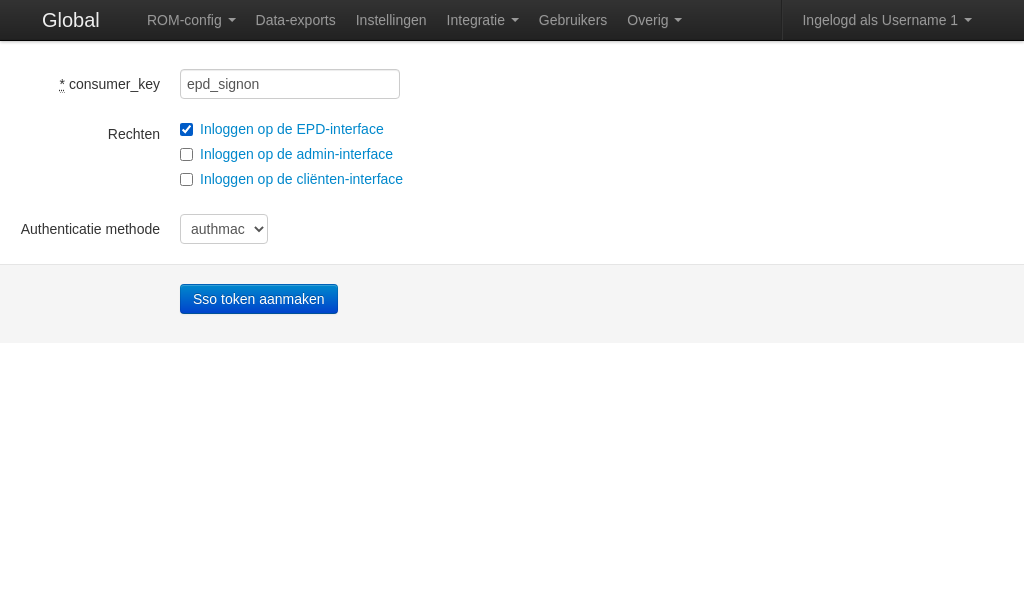 Global ROM-config Data-exports Instellingen Integratie Gebruikers Overig Ingelogd als Username 1
* consumer_key epd_signon
Rechten
Inloggen op de EPD-interface
Inloggen op de admin-interface
Inloggen op de cliënten-interface
Authenticatie methode authmac
Sso token aanmaken